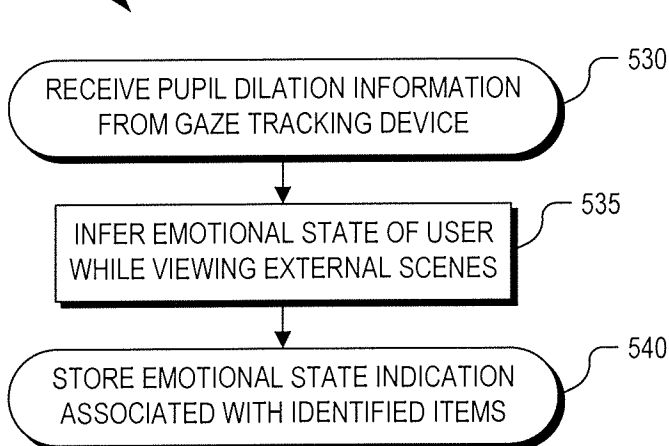 530
RECEIVE PUPIL DILATION INFORMATION
FROM GAZE TRACKING DEVICE
535
INFER EMOTIONAL STATE OF USER
WHILE VIEWING EXTERNAL SCENES
540
STORE EMOTIONAL STATE INDICATION
ASSOCIATED WITH IDENTIFIED ITEMS